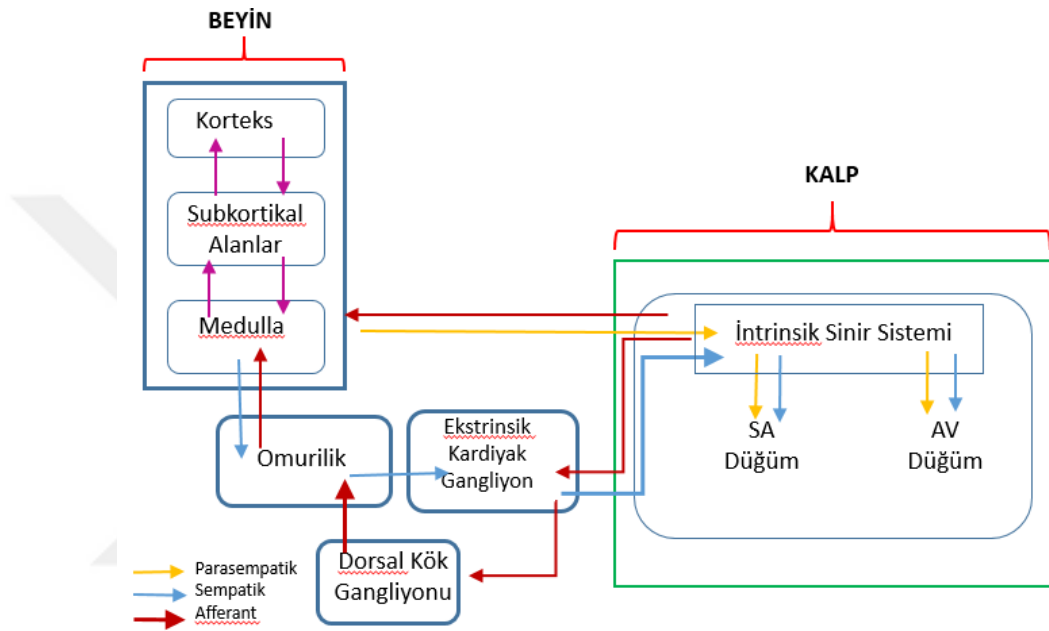 BEYİN
Korteks
Subkortikal
Alanlar
Medulla
Omurilik
Ekstrinsik
Kardiyak
Gangliyon
Dorsal Kök
Gangliyonu
KALP
İntrinsik Sinir Sistemi
SA
Düğüm
AV
Düğüm
Parasempatik
Sempatik
Afferant